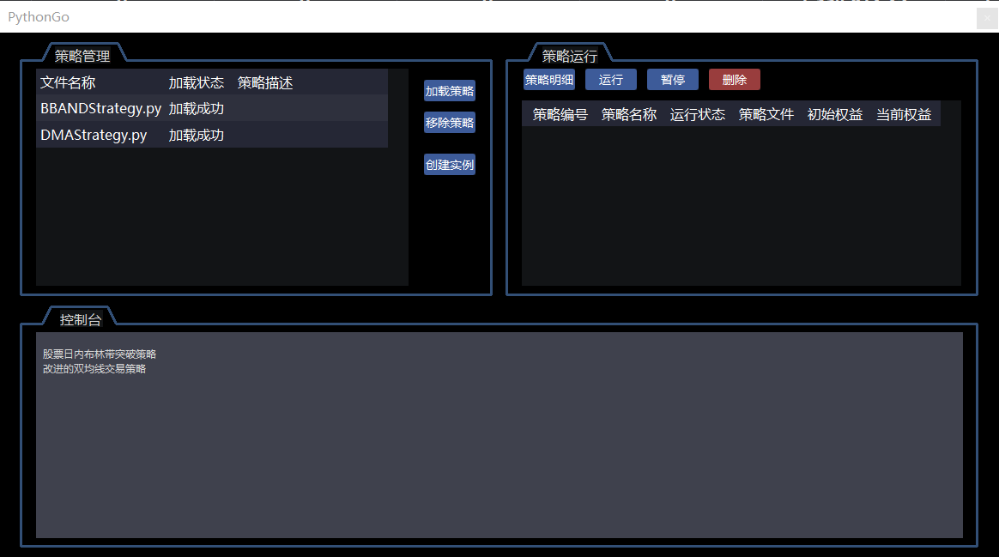 PythonGo
策略管理
文件名称 加载状态 策略描述
BBANDStrategy.py 加载成功
DMAStrategy.py 加载成功
加载策略
移除策略
创建实例
策略运行
策略明细 运行 暂停 删除
策略编号 策略名称 运行状态 策略文件 初始权益 当前权益
控制台
股票日内布林带突破策略
改进的双均线交易策略